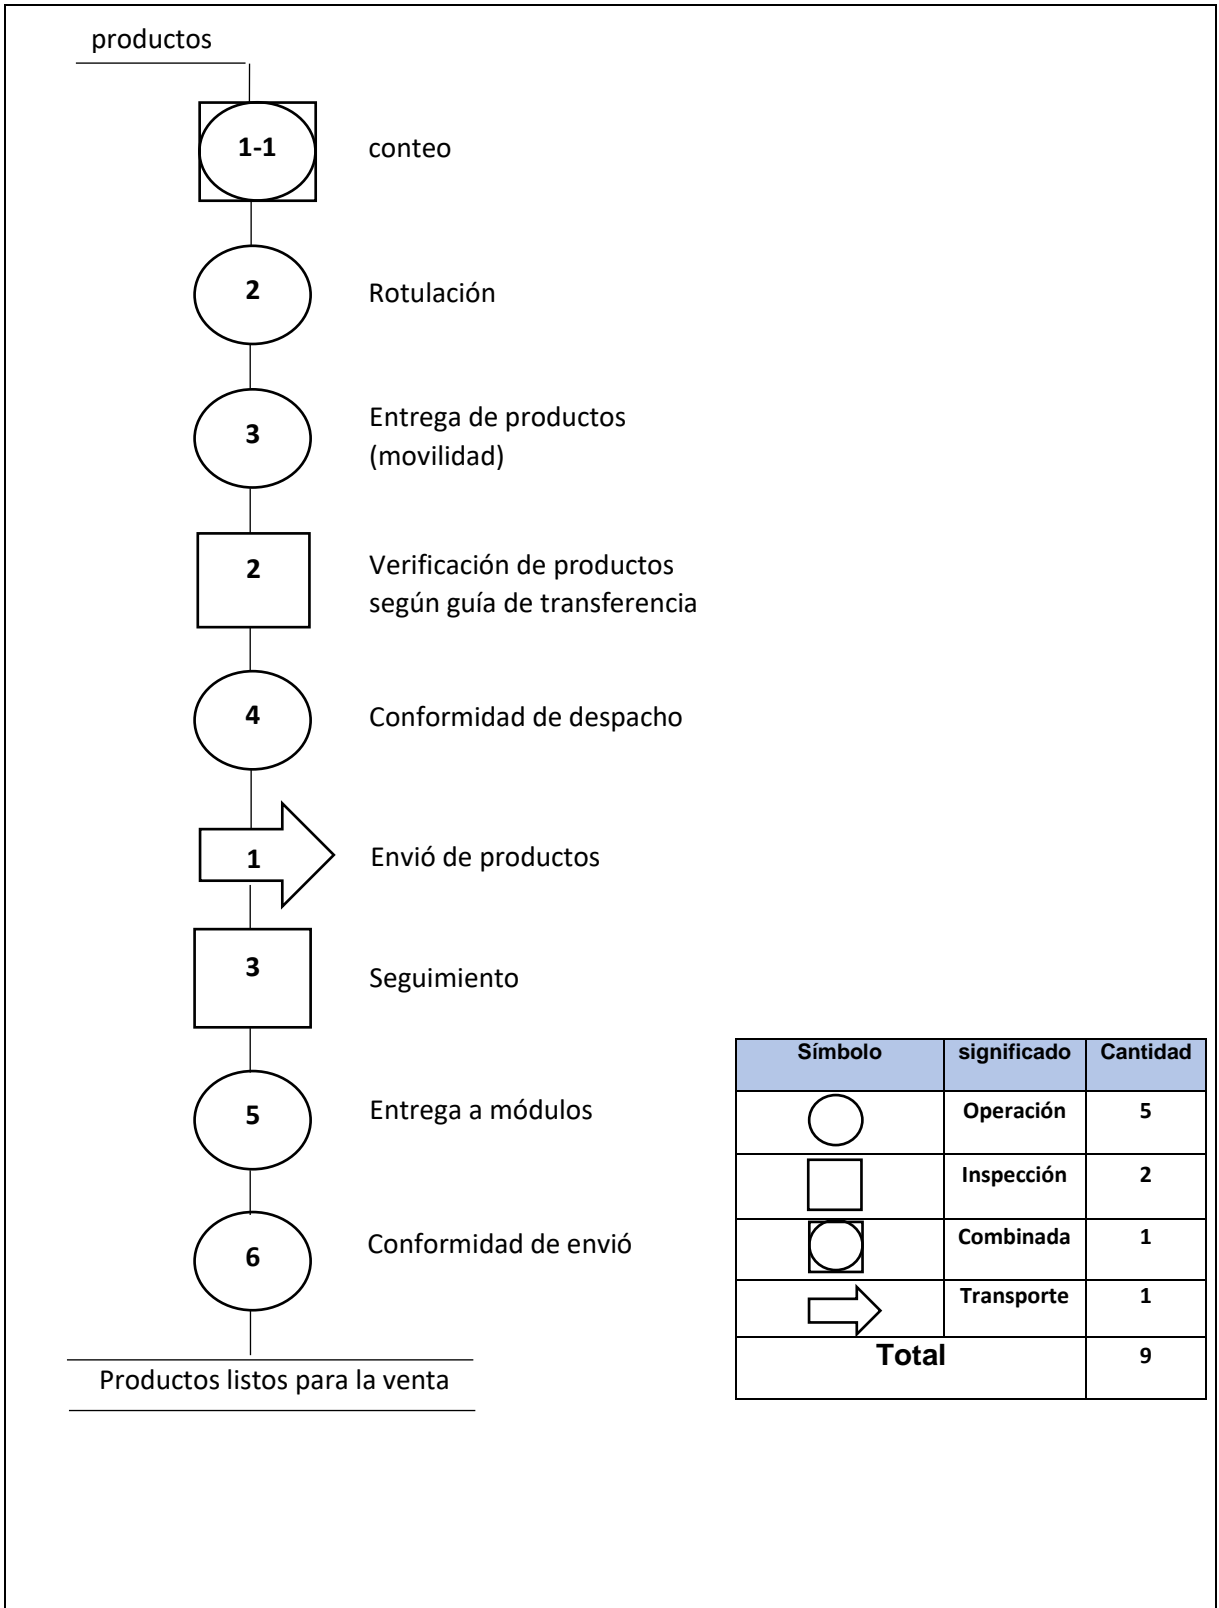 productos
1-1
conteo
2
Rotulación
3
Entrega de productos
(movilidad)
2
Verificación de productos
según guía de transferencia
4
Conformidad de despacho
1
Envió de productos
3
Seguimiento
5
Entrega a módulos
6
Conformidad de envió
Productos listos para la venta
Símbolo significado Cantidad
Operación 5
Inspección 2
Combinada 1
Transporte 1
Total 9